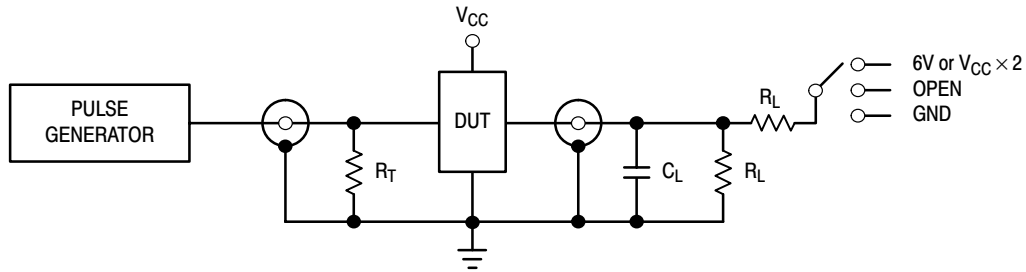 V_CC
6V or V_CC × 2
OPEN
GND
PULSE
GENERATOR
DUT
R_L
R_T
C_L
R_L